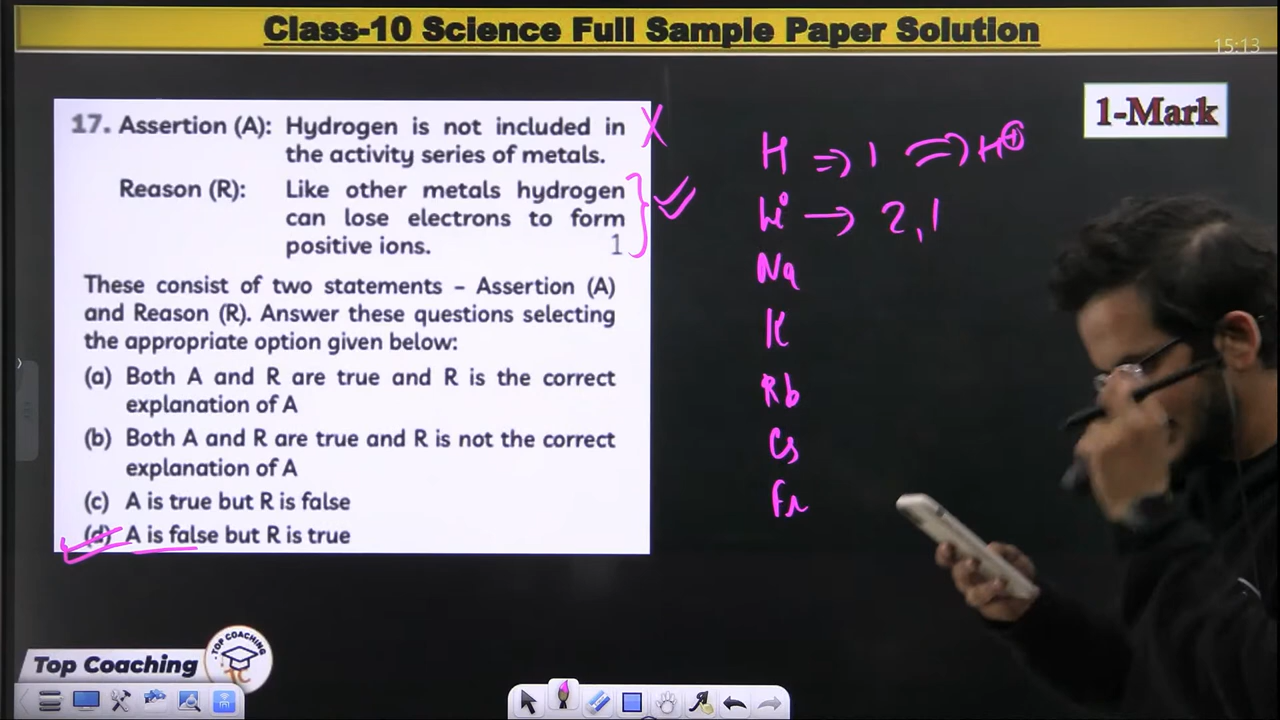 Class-10 Science Full Sample Paper Solution
15:13
1-Mark
17. Assertion (A): Hydrogen is not included in
the activity series of metals.
Reason (R): Like other metals hydrogen
can lose electrons to form
positive ions. 1
These consist of two statements – Assertion (A)
and Reason (R). Answer these questions selecting
the appropriate option given below:
(a) Both A and R are true and R is the correct
explanation of A
(b) Both A and R are true and R is not the correct
explanation of A
(c) A is true but R is false
(d) A is false but R is true
H ⇒ 1 ⇒ H⊕
Li → 2,1
Na
K
Rb
Cs
Fr
Top Coaching
TOP COACHING
TC